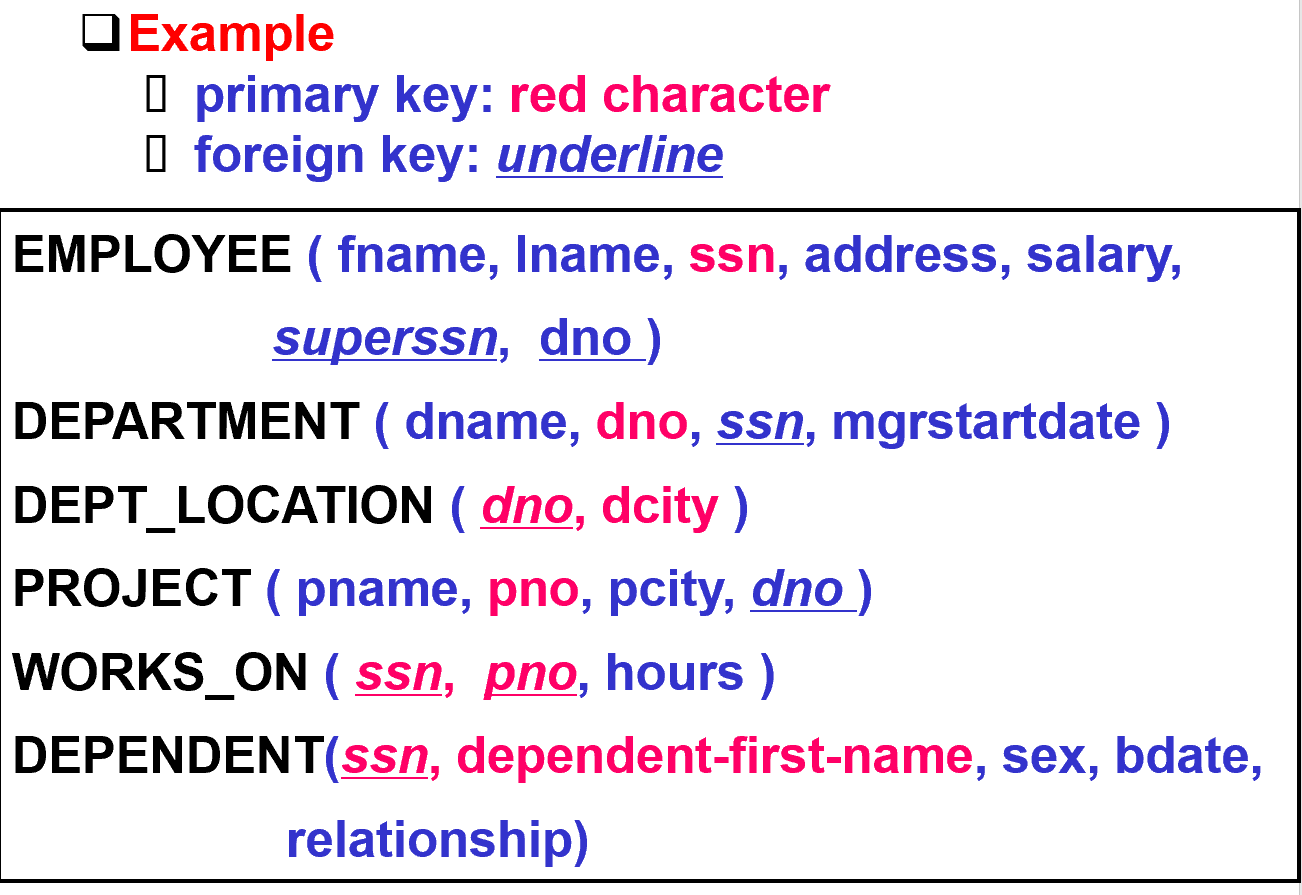 Example
primary key: red character
foreign key: underline
EMPLOYEE ( fname, lname, ssn, address, salary,
superssn, dno )
DEPARTMENT ( dname, dno, ssn, mgrstartdate )
DEPT_LOCATION ( dno, dcity )
PROJECT ( pname, pno, pcity, dno )
WORKS_ON ( ssn, pno, hours )
DEPENDENT(ssn, dependent-first-name, sex, bdate,
relationship)